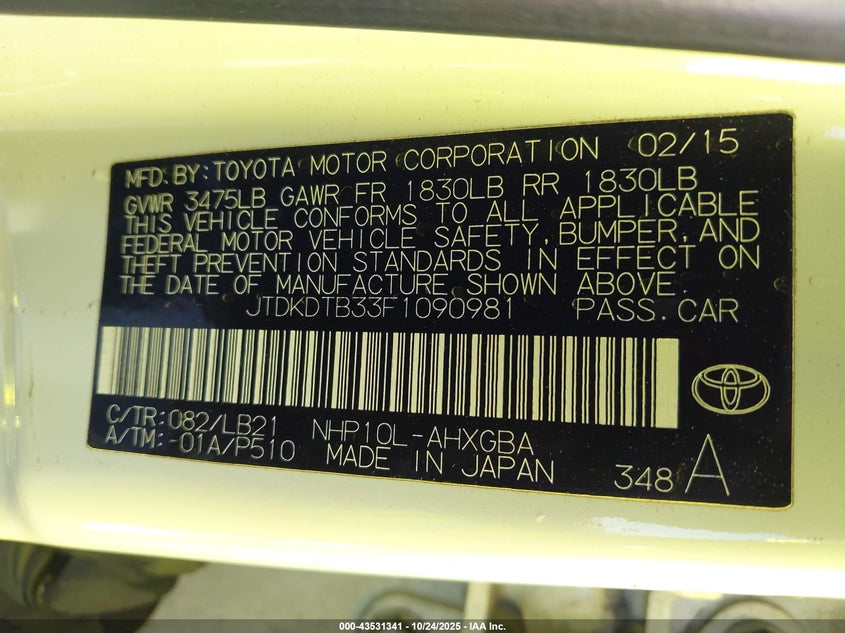 MFD.BY:TOYOTA MOTOR CORPORATION 02/15
GVWR 3475LB GAWR FR 1830LB RR 1830LB
THIS VEHICLE CONFORMS TO ALL APPLICABLE
FEDERAL MOTOR VEHICLE SAFETY,BUMPER,AND
THEFT PREVENTION STANDARDS IN EFFECT ON
THE DATE OF MANUFACTURE SHOWN ABOVE.
JTDKDTB33F1090981 PASS.CAR
C/TR:082/LB21 NHP10L-AHXGBA
A/TM:-01A/P510 MADE IN JAPAN 348 A
000-43531341 - 10/24/2025 - IAA Inc.